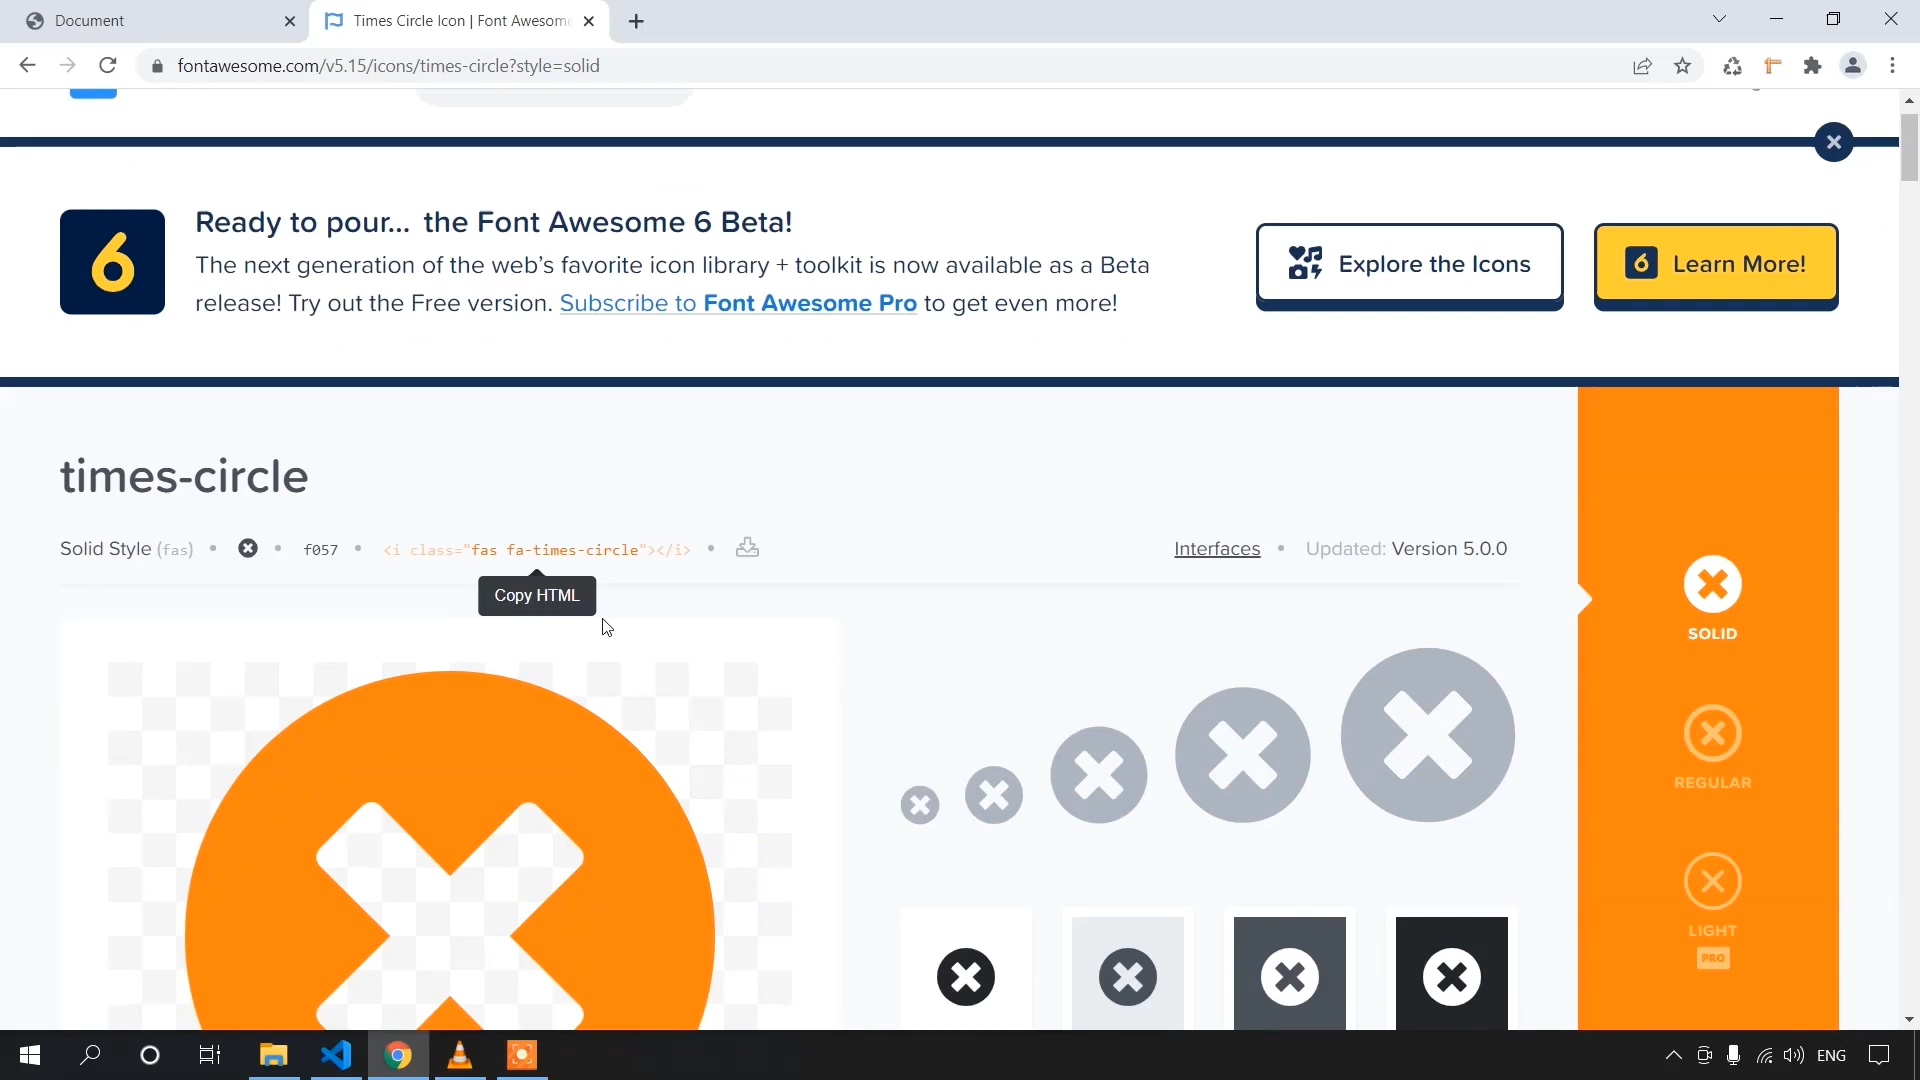 Document
Times Circle Icon | Font Awesome
fontawesome.com/v5.15/icons/times-circle?style=solid
6
Ready to pour... the Font Awesome 6 Beta!
The next generation of the web’s favorite icon library + toolkit is now available as a Beta
release! Try out the Free version. Subscribe to Font Awesome Pro to get even more!
Explore the Icons
6 Learn More!
times-circle
Solid Style (fas) • • f057 • <i class="fas fa-times-circle"></i> •
Interfaces • Updated: Version 5.0.0
Copy HTML
SOLID
REGULAR
LIGHT
PRO
ENG